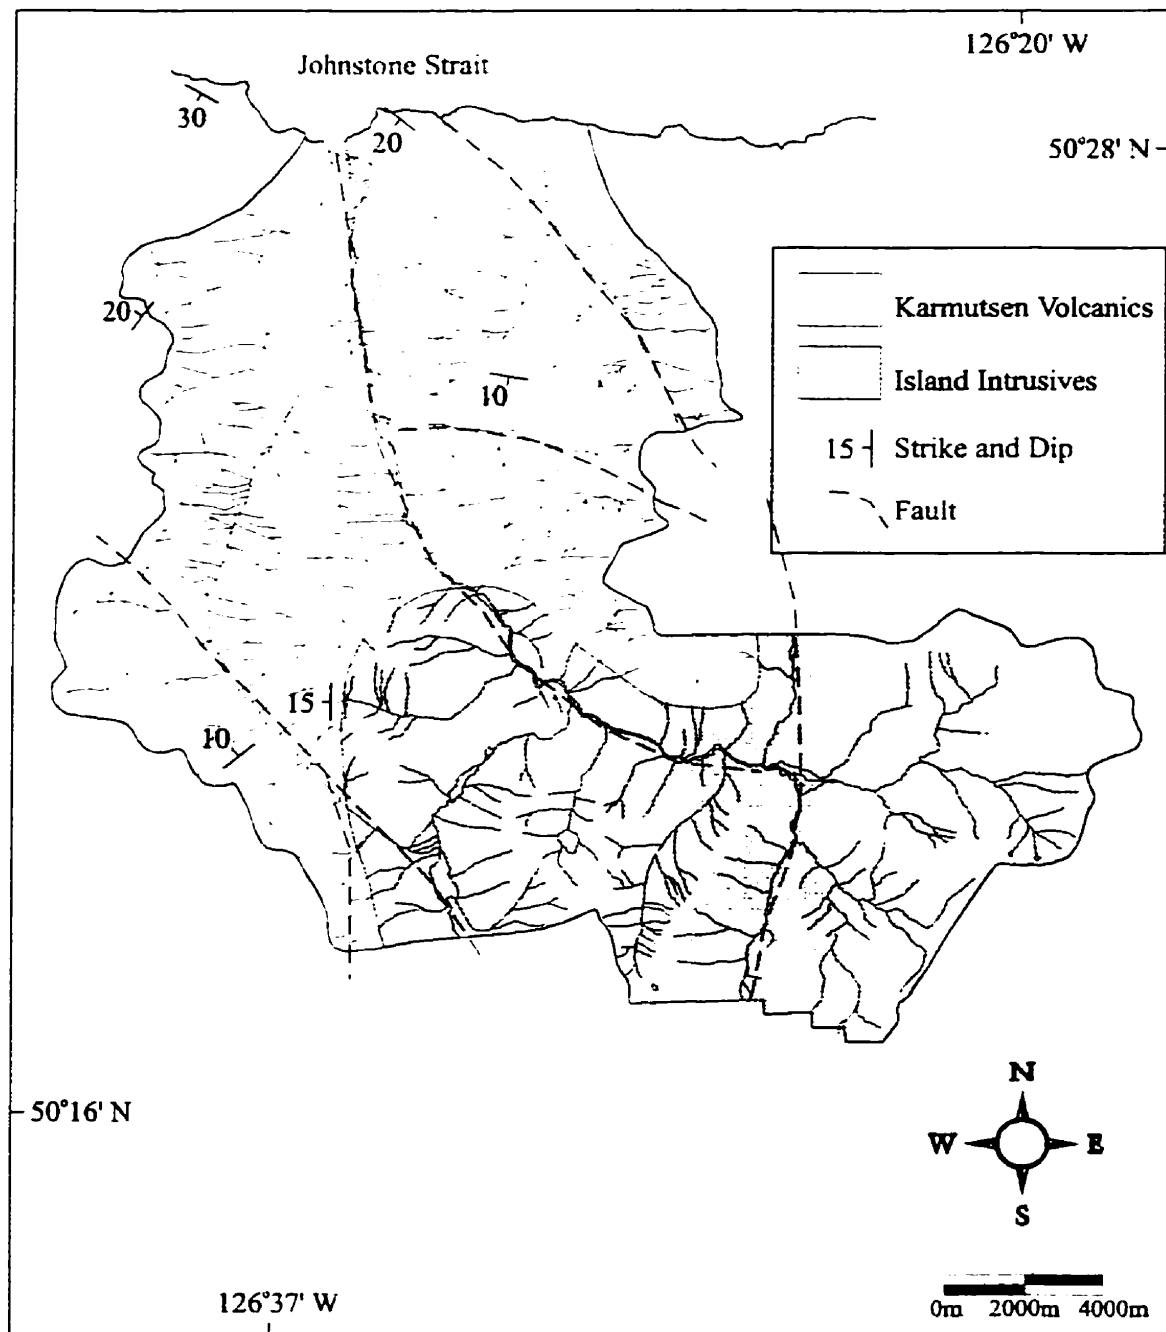 126°20' W
Johnstone Strait
30
20
50°28' N
20
Karmutsen Volcanics
10
Island Intrusives
15 Strike and Dip
Fault
15
10
N
50°16' N
W E
S
126°37' W
0m 2000m 4000m